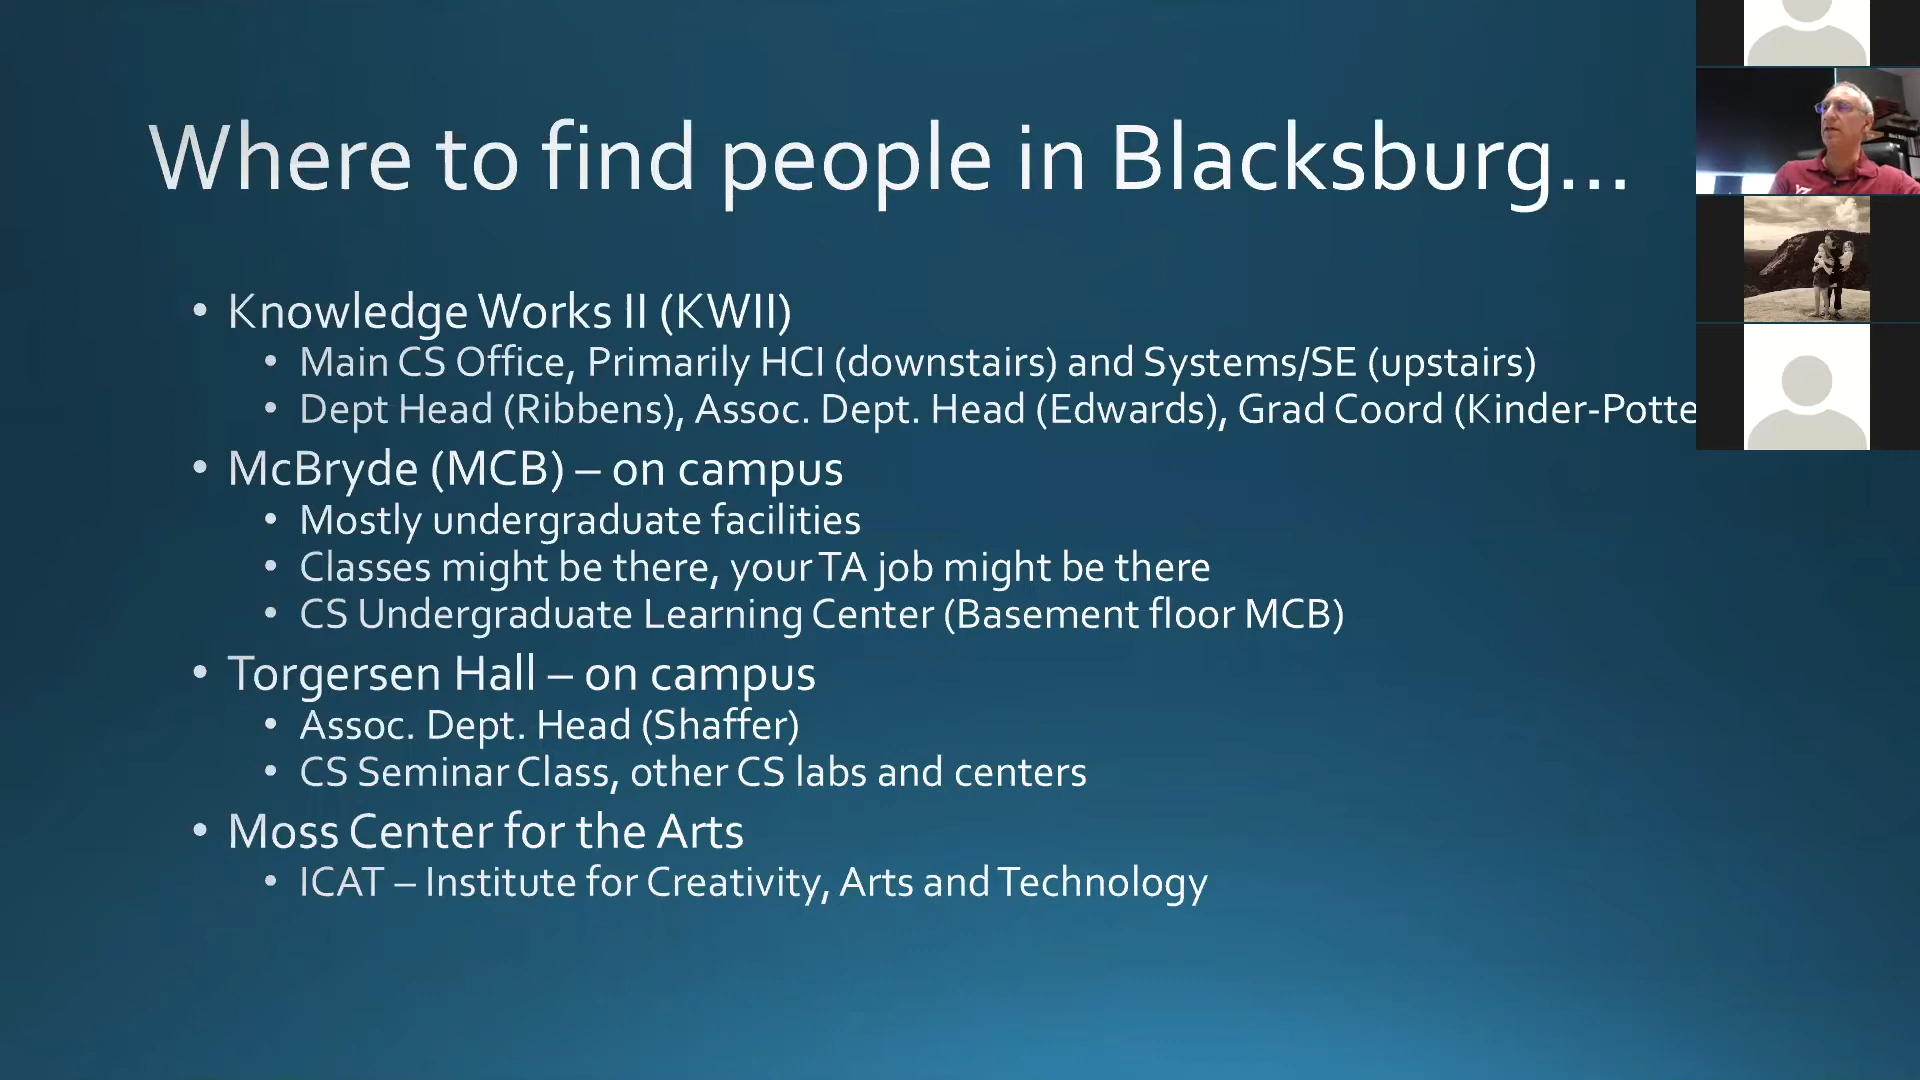 Where to find people in Blacksburg...
• Knowledge Works II (KWII)
• Main CS Office, Primarily HCI (downstairs) and Systems/SE (upstairs)
• Dept Head (Ribbens), Assoc. Dept. Head (Edwards), Grad Coord (Kinder-Potte
• McBryde (MCB) – on campus
• Mostly undergraduate facilities
• Classes might be there, your TA job might be there
• CS Undergraduate Learning Center (Basement floor MCB)
• Torgersen Hall – on campus
• Assoc. Dept. Head (Shaffer)
• CS Seminar Class, other CS labs and centers
• Moss Center for the Arts
• ICAT – Institute for Creativity, Arts and Technology